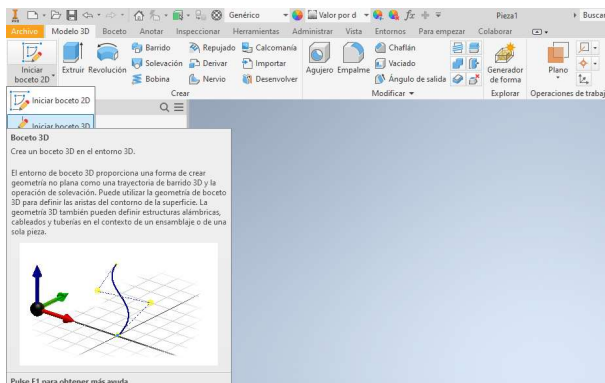 Genérico
Valor por d
fx
Pieza1
Buscar
Archivo Modelo 3D Boceto Anotar Inspeccionar Herramientas Administrar Vista Entornos Para empezar Colaborar
Iniciar boceto 2D
Extruir
Revolución
Barrido
Solevación
Bobina
Repujado
Derivar
Nervio
Calcomanía
Importar
Desenvolver
Agujero
Empalme
Chaflán
Vaciado
Ángulo de salida
Generador de forma
Plano
Crear
Modificar
Explorar
Operaciones de trabaj
Iniciar boceto 2D
Iniciar boceto 3D
Boceto 3D
Crea un boceto 3D en el entorno 3D.
El entorno de boceto 3D proporciona una forma de crear
geometría no plana como una trayectoria de barrido 3D y la
operación de solevación. Puede utilizar la geometría de boceto
3D para definir las aristas del contorno de la superficie. La
geometría 3D también pueden definir estructuras alámbricas,
cableados y tuberías en el contexto de un ensamblaje o de una
sola pieza.
Pulse F1 para obtener más ayuda